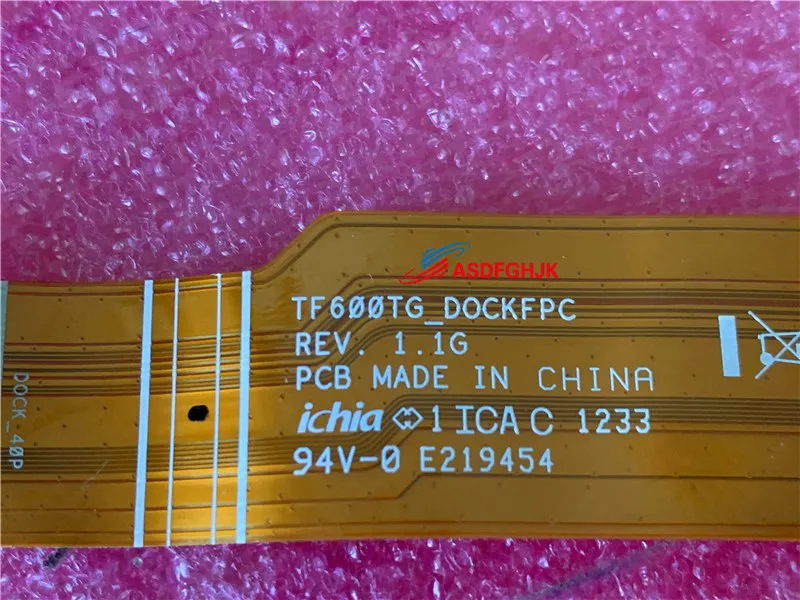 ASDFGHJK
TF600TG_DOCKFPC
REV. 1.1G
PCB MADE IN CHINA
ichia 1 ICA C 1233
94V-0 E219454
DOCK_40P